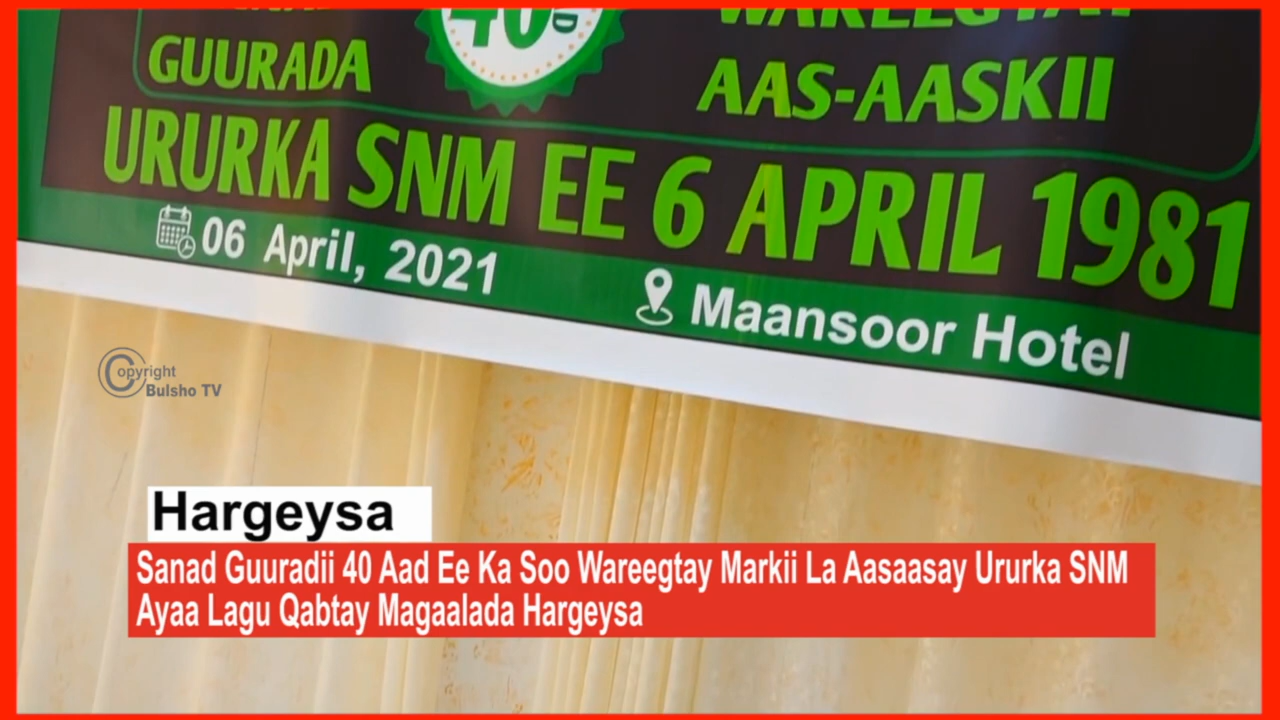 40
D
GUURADA
AAS-AASKII
URURKA SNM EE 6 APRIL 1981
06 April, 2021
Maansoor Hotel
Copyright
Bulsho TV
Hargeysa
Sanad Guuradii 40 Aad Ee Ka Soo Wareegtay Markii La Aasaasay Ururka SNM
Ayaa Lagu Qabtay Magaalada Hargeysa